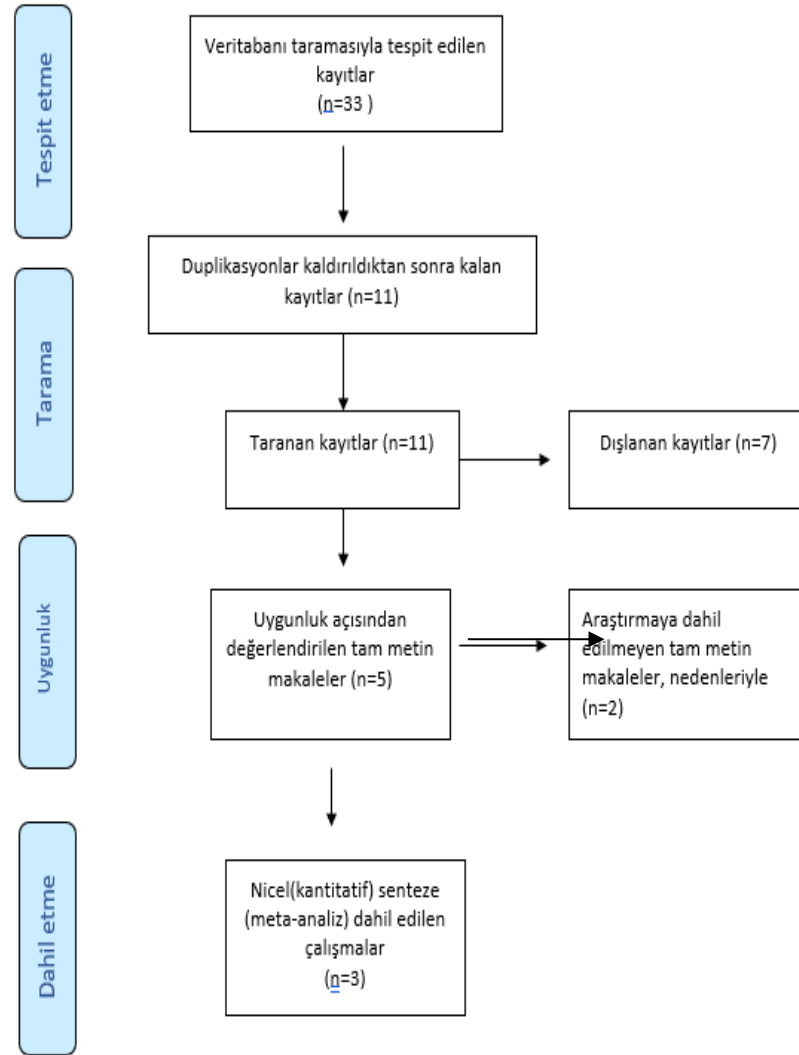 Tespit etme
Veritabanı taramasıyla tespit edilen
kayıtlar
(n=33 )
Duplikasyonlar kaldırıldıktan sonra kalan
kayıtlar (n=11)
Tarama
Taranan kayıtlar (n=11)
Dışlanan kayıtlar (n=7)
Uygunluk
Uygunluk açısından
değerlendirilen tam metin
makaleler (n=5)
Araştırmaya dahil
edilmeyen tam metin
makaleler, nedenleriyle
(n=2)
Dahil etme
Nicel(kantitatif) senteze
(meta-analiz) dahil edilen
çalışmalar
(n=3)